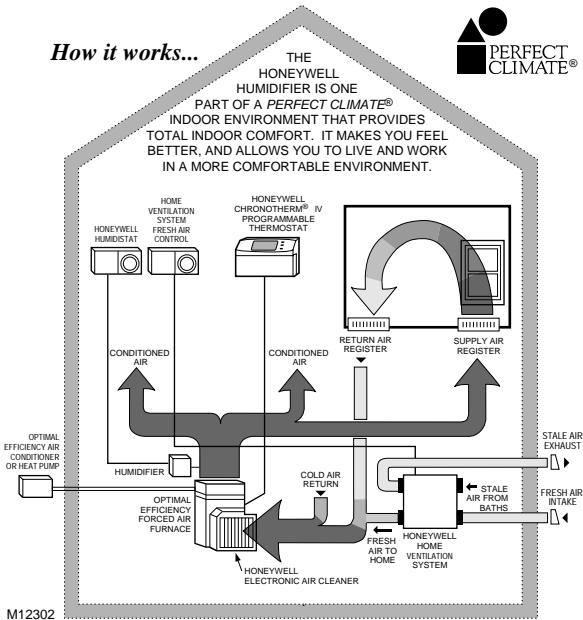 How it works...
PERFECT
CLIMATE®
THE
HONEYWELL
HUMIDIFIER IS ONE
PART OF A PERFECT CLIMATE®
INDOOR ENVIRONMENT THAT PROVIDES
TOTAL INDOOR COMFORT. IT MAKES YOU FEEL
BETTER, AND ALLOWS YOU TO LIVE AND WORK
IN A MORE COMFORTABLE ENVIRONMENT.
HONEYWELL
HUMIDISTAT
HOME
VENTILATION
SYSTEM
FRESH AIR
CONTROL
HONEYWELL
CHRONOTHERM® IV
PROGRAMMABLE
THERMOSTAT
RETURN AIR
REGISTER
SUPPLY AIR
REGISTER
CONDITIONED
AIR
CONDITIONED
AIR
OPTIMAL
EFFICIENCY AIR
CONDITIONER
OR HEAT PUMP
HUMIDIFIER
OPTIMAL
EFFICIENCY
FORCED AIR
FURNACE
COLD AIR
RETURN
STALE AIR
EXHAUST
STALE
AIR FROM
BATHS
FRESH AIR
INTAKE
FRESH
AIR TO
HOME
HONEYWELL
HOME
VENTILATION
SYSTEM
HONEYWELL
ELECTRONIC AIR CLEANER
M12302